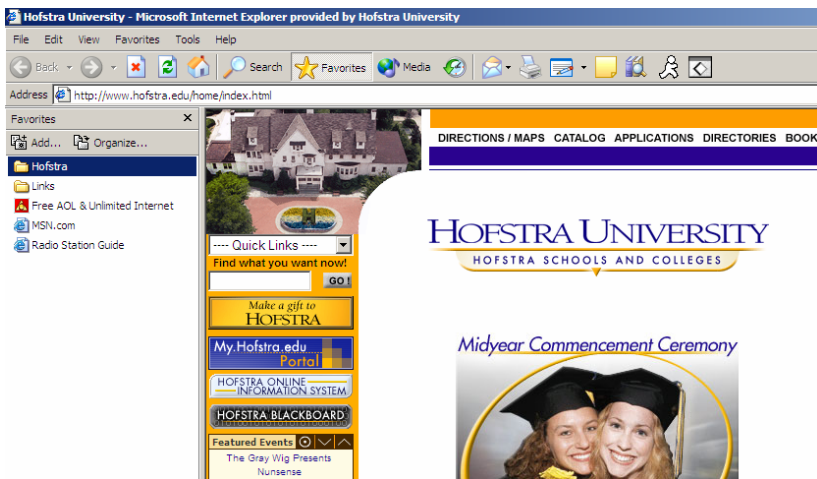 Hofstra University - Microsoft Internet Explorer provided by Hofstra University
File Edit View Favorites Tools Help
Back Search Favorites Media
Address http://www.hofstra.edu/home/index.html
Favorites
Add... Organize...
Hofstra
Links
Free AOL & Unlimited Internet
MSN.com
Radio Station Guide
DIRECTIONS / MAPS CATALOG APPLICATIONS DIRECTORIES BOOK
H
---- Quick Links ----
Find what you want now!
GO !
Make a gift to
HOFSTRA
My.Hofstra.edu
Portal
HOFSTRA ONLINE
INFORMATION SYSTEM
HOFSTRA BLACKBOARD
Featured Events
The Gray Wig Presents
Nunsense
HOFSTRA UNIVERSITY
HOFSTRA SCHOOLS AND COLLEGES
Midyear Commencement Ceremony